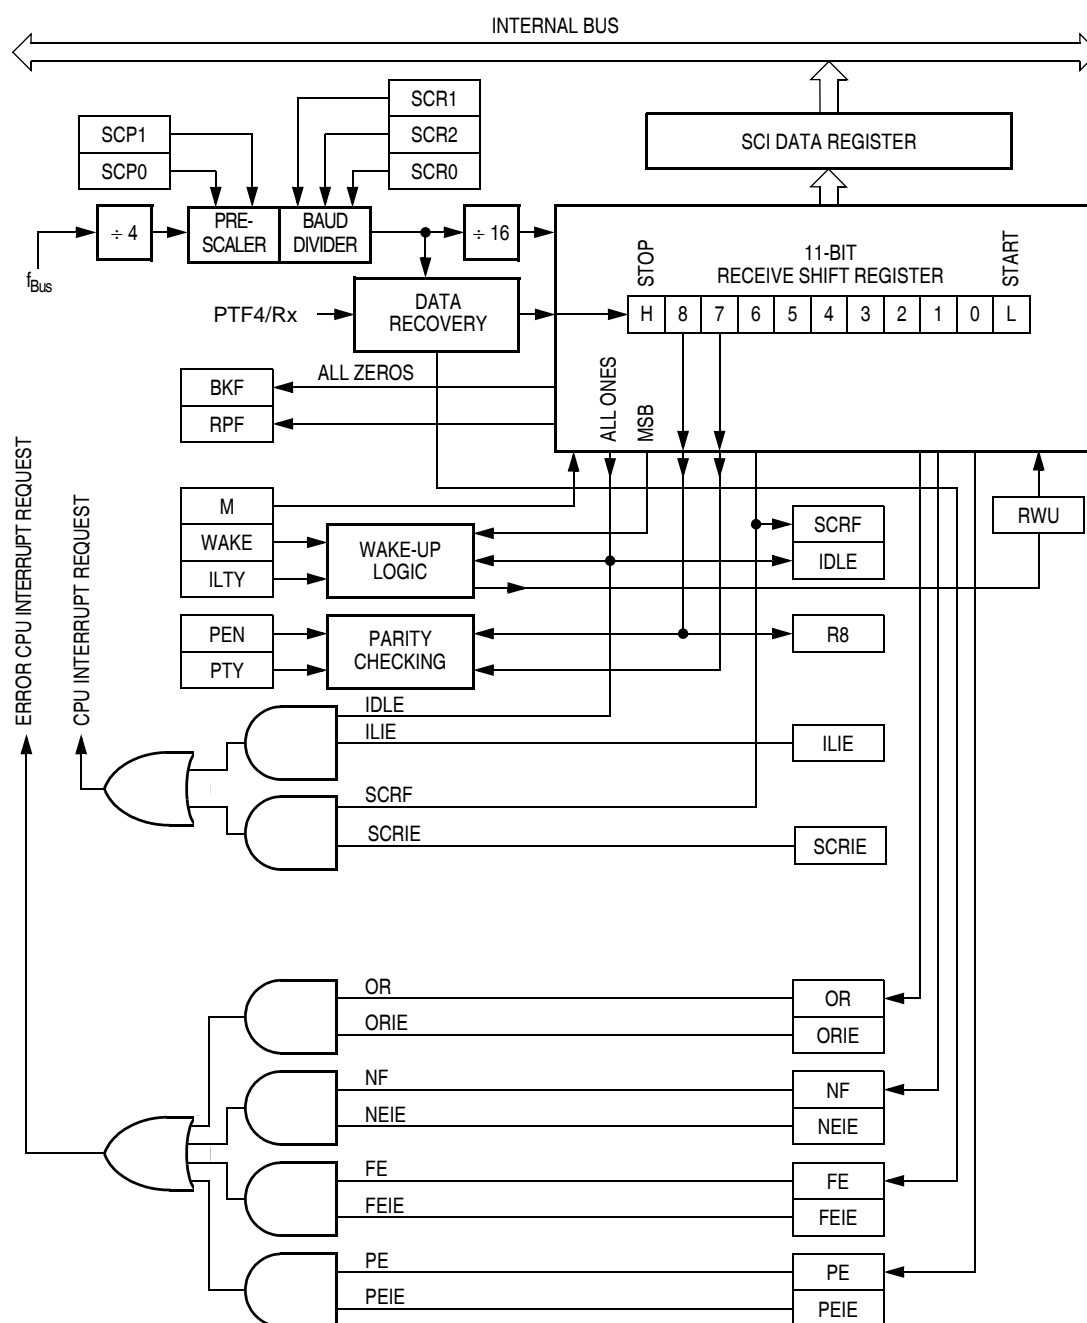 INTERNAL BUS
SCR1
SCR2
SCR0
SCP1
SCP0
SCI DATA REGISTER
÷ 4
PRE-
SCALER
BAUD
DIVIDER
÷ 16
fBus
11-BIT
RECEIVE SHIFT REGISTER
STOP
START
H 8 7 6 5 4 3 2 1 0 L
PTF4/Rx
DATA
RECOVERY
ALL ZEROS
BKF
RPF
ALL ONES
MSB
M
WAKE
ILTY
WAKE-UP
LOGIC
SCRF
IDLE
RWU
PEN
PTY
PARITY
CHECKING
R8
ERROR CPU INTERRUPT REQUEST
CPU INTERRUPT REQUEST
IDLE
ILIE
ILIE
SCRF
SCRIE
SCRIE
OR
ORIE
OR
ORIE
NF
NEIE
NF
NEIE
FE
FEIE
FE
FEIE
PE
PEIE
PE
PEIE